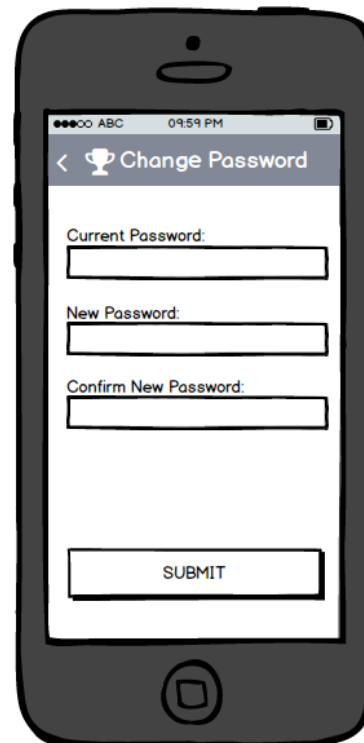 ABC 09:59 PM
Change Password
Current Password:
New Password:
Confirm New Password:
SUBMIT